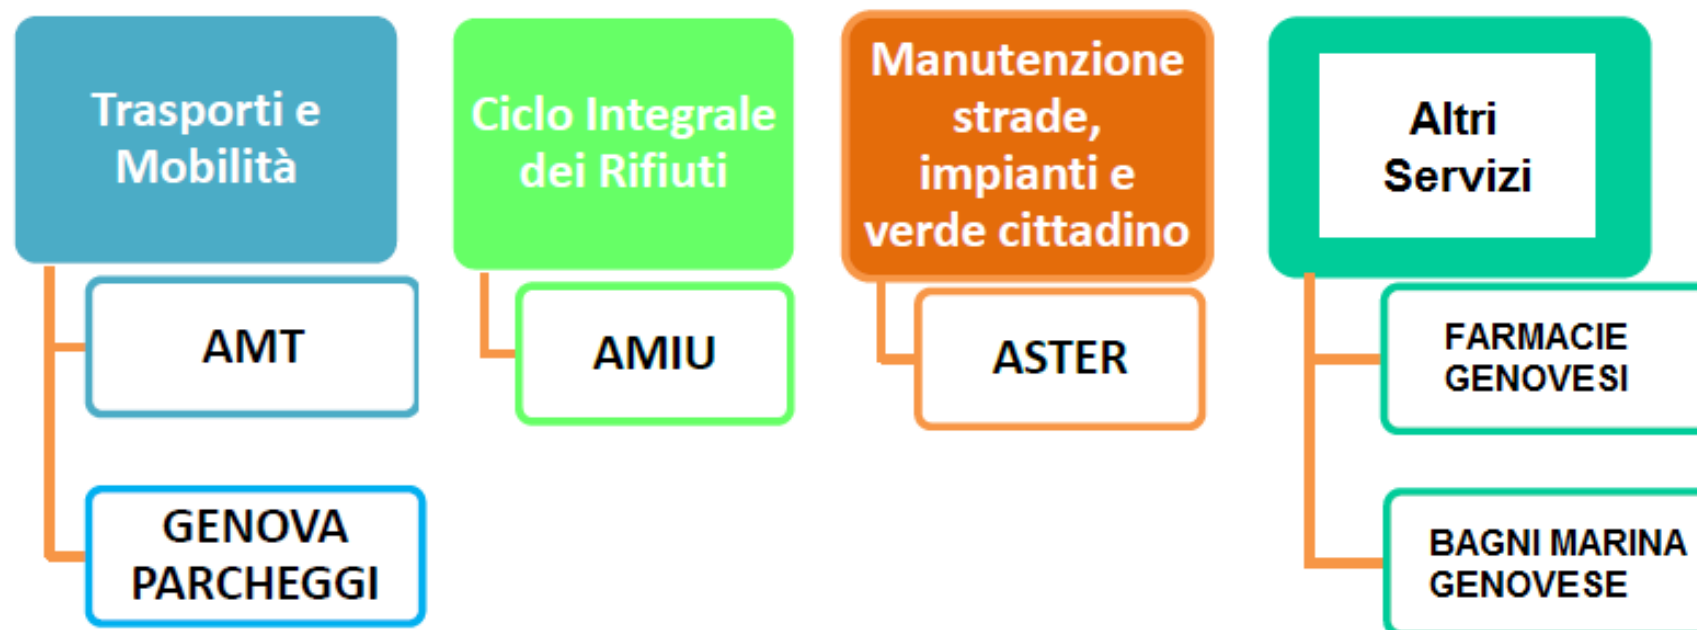 Trasporti e
Mobilità
AMT
GENOVA
PARCHEGGI
Ciclo Integrale
dei Rifiuti
AMIU
Manutenzione
strade,
impianti e
verde cittadino
ASTER
Altri
Servizi
FARMACIE
GENOVESI
BAGNI MARINA
GENOVESE